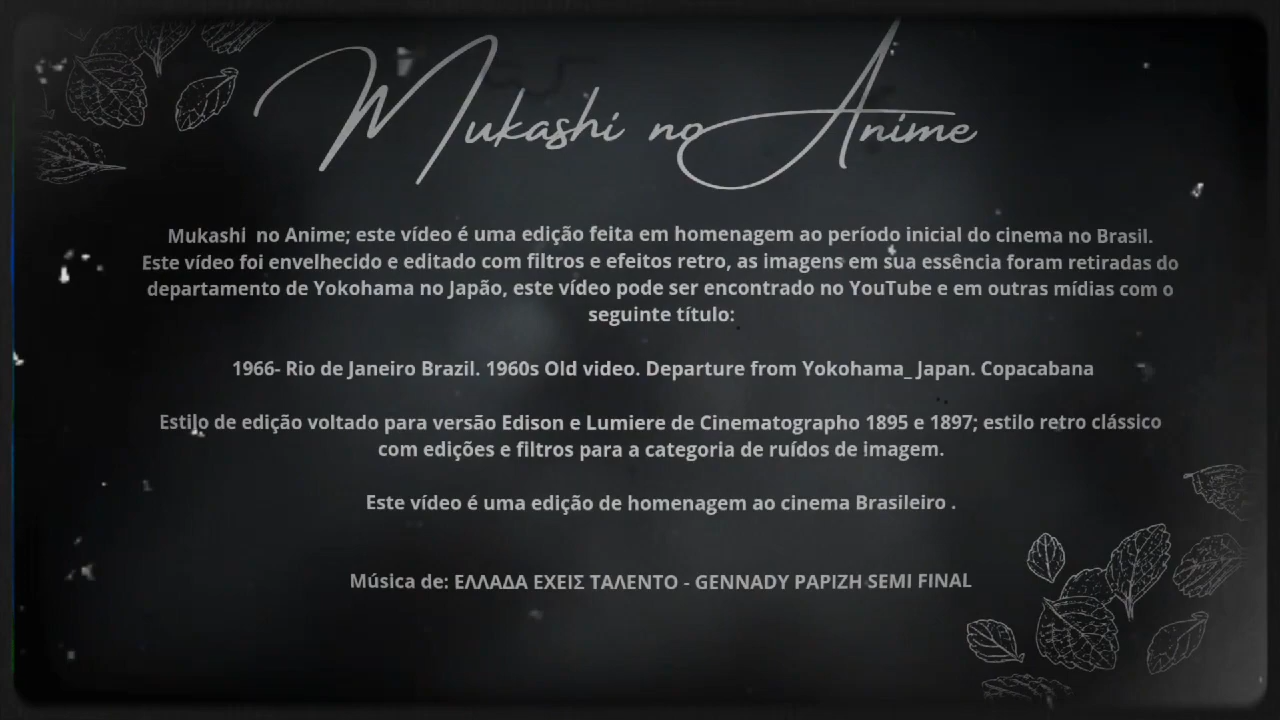 Mukashi no Anime
Mukashi no Anime; este vídeo é uma edição feita em homenagem ao período inicial do cinema no Brasil.
Este vídeo foi envelhecido e editado com filtros e efeitos retro, as imagens em sua essência foram retiradas do
departamento de Yokohama no Japão, este vídeo pode ser encontrado no YouTube e em outras mídias com o
seguinte título:
1966- Rio de Janeiro Brazil. 1960s Old video. Departure from Yokohama_ Japan. Copacabana
Estilo de edição voltado para versão Edison e Lumiere de Cinematographo 1895 e 1897; estilo retro clássico
com edições e filtros para a categoria de ruídos de imagem.
Este vídeo é uma edição de homenagem ao cinema Brasileiro .
Música de: ΕΛΛΑΔΑ ΕΧΕΙΣ ΤΑΛΕΝΤΟ - GENNADY PAPIZH SEMI FINAL